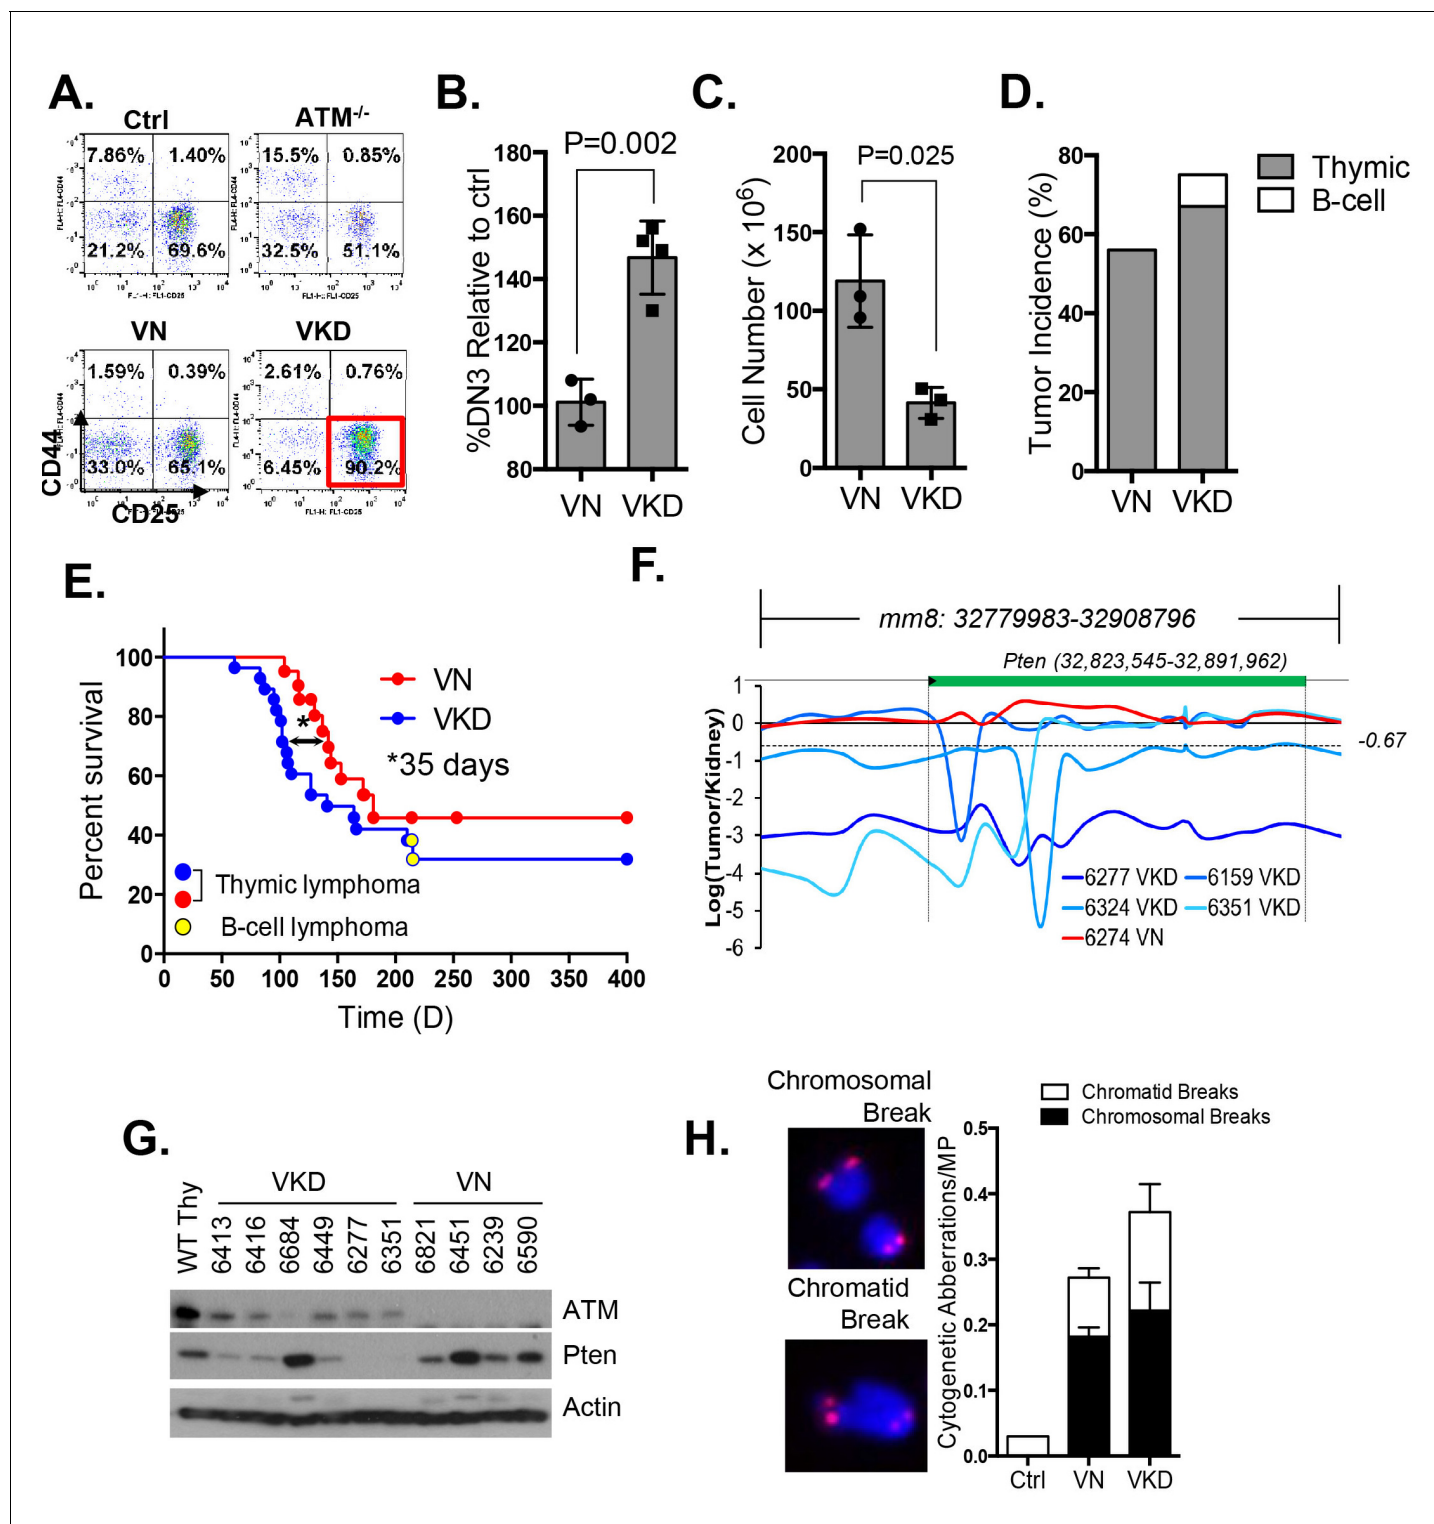 A.
Ctrl
ATM-/-
7.86% 1.40%
21.2% 69.6%
15.5% 0.85%
32.5% 51.1%
VN
VKD
1.59% 0.39%
33.0% 65.1%
2.61% 0.76%
6.45% 90.2%
CD44
CD25
FL1-H: FL1-CD25
B.
P=0.002
%DN3 Relative to ctrl
180
160
140
120
100
80
VN VKD
C.
P=0.025
Cell Number (x 10^6)
200
150
100
50
0
VN VKD
D.
Tumor Incidence (%)
80
60
40
20
0
VN VKD
Thymic
B-cell
E.
Percent survival
100
80
60
40
20
0
VN
VKD
*
*35 days
Thymic lymphoma
B-cell lymphoma
0 50 100 150 200 250 300 350 400
Time (D)
F.
mm8: 32779983-32908796
Pten (32,823,545-32,891,962)
Log(Tumor/Kidney)
1
0
-1
-2
-3
-4
-5
-6
-0.67
6277 VKD 6159 VKD
6324 VKD 6351 VKD
6274 VN
G.
VKD VN
WT Thy 6413 6416 6684 6449 6277 6351 6821 6451 6239 6590
ATM
Pten
Actin
H.
Chromosomal
Break
Chromatid
Break
Chromatid Breaks
Chromosomal Breaks
Cytogenetic Abberrations/MP
0.5
0.4
0.3
0.2
0.1
0.0
Ctrl VN VKD